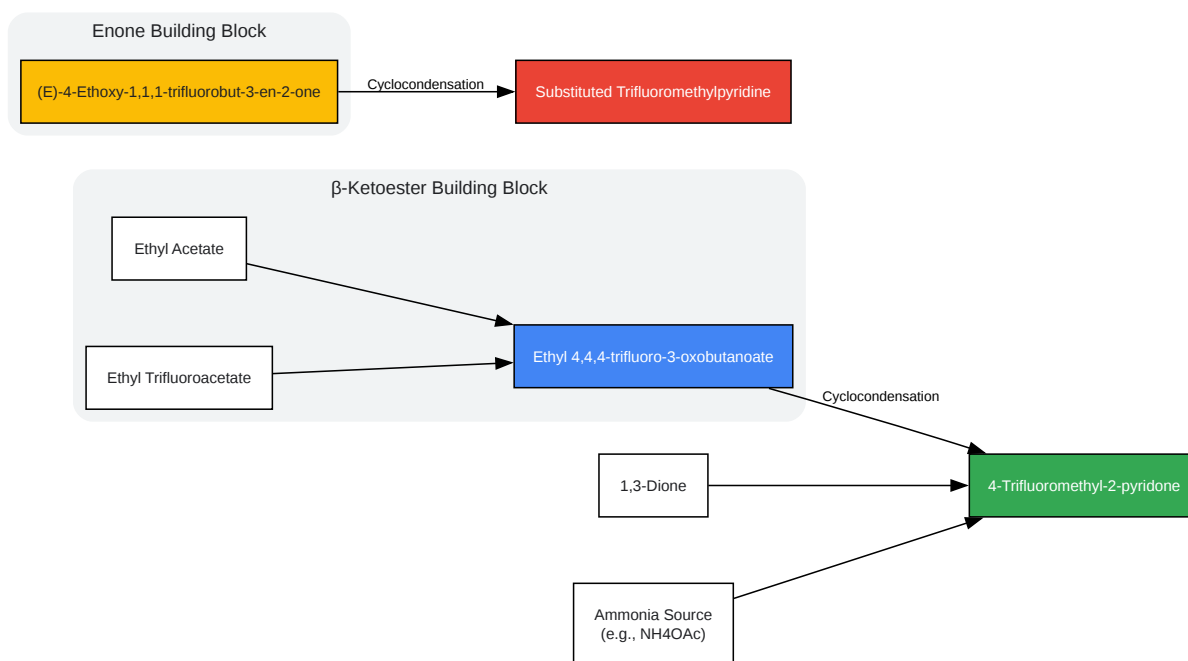 Enone Building Block
(E)-4-Ethoxy-1,1,1-trifluorobut-3-en-2-one
Cyclocondensation
Substituted Trifluoromethylpyridine
β-Ketoester Building Block
Ethyl Acetate
Ethyl Trifluoroacetate
Ethyl 4,4,4-trifluoro-3-oxobutanoate
Cyclocondensation
1,3-Dione
4-Trifluoromethyl-2-pyridone
Ammonia Source
(e.g., NH4OAc)